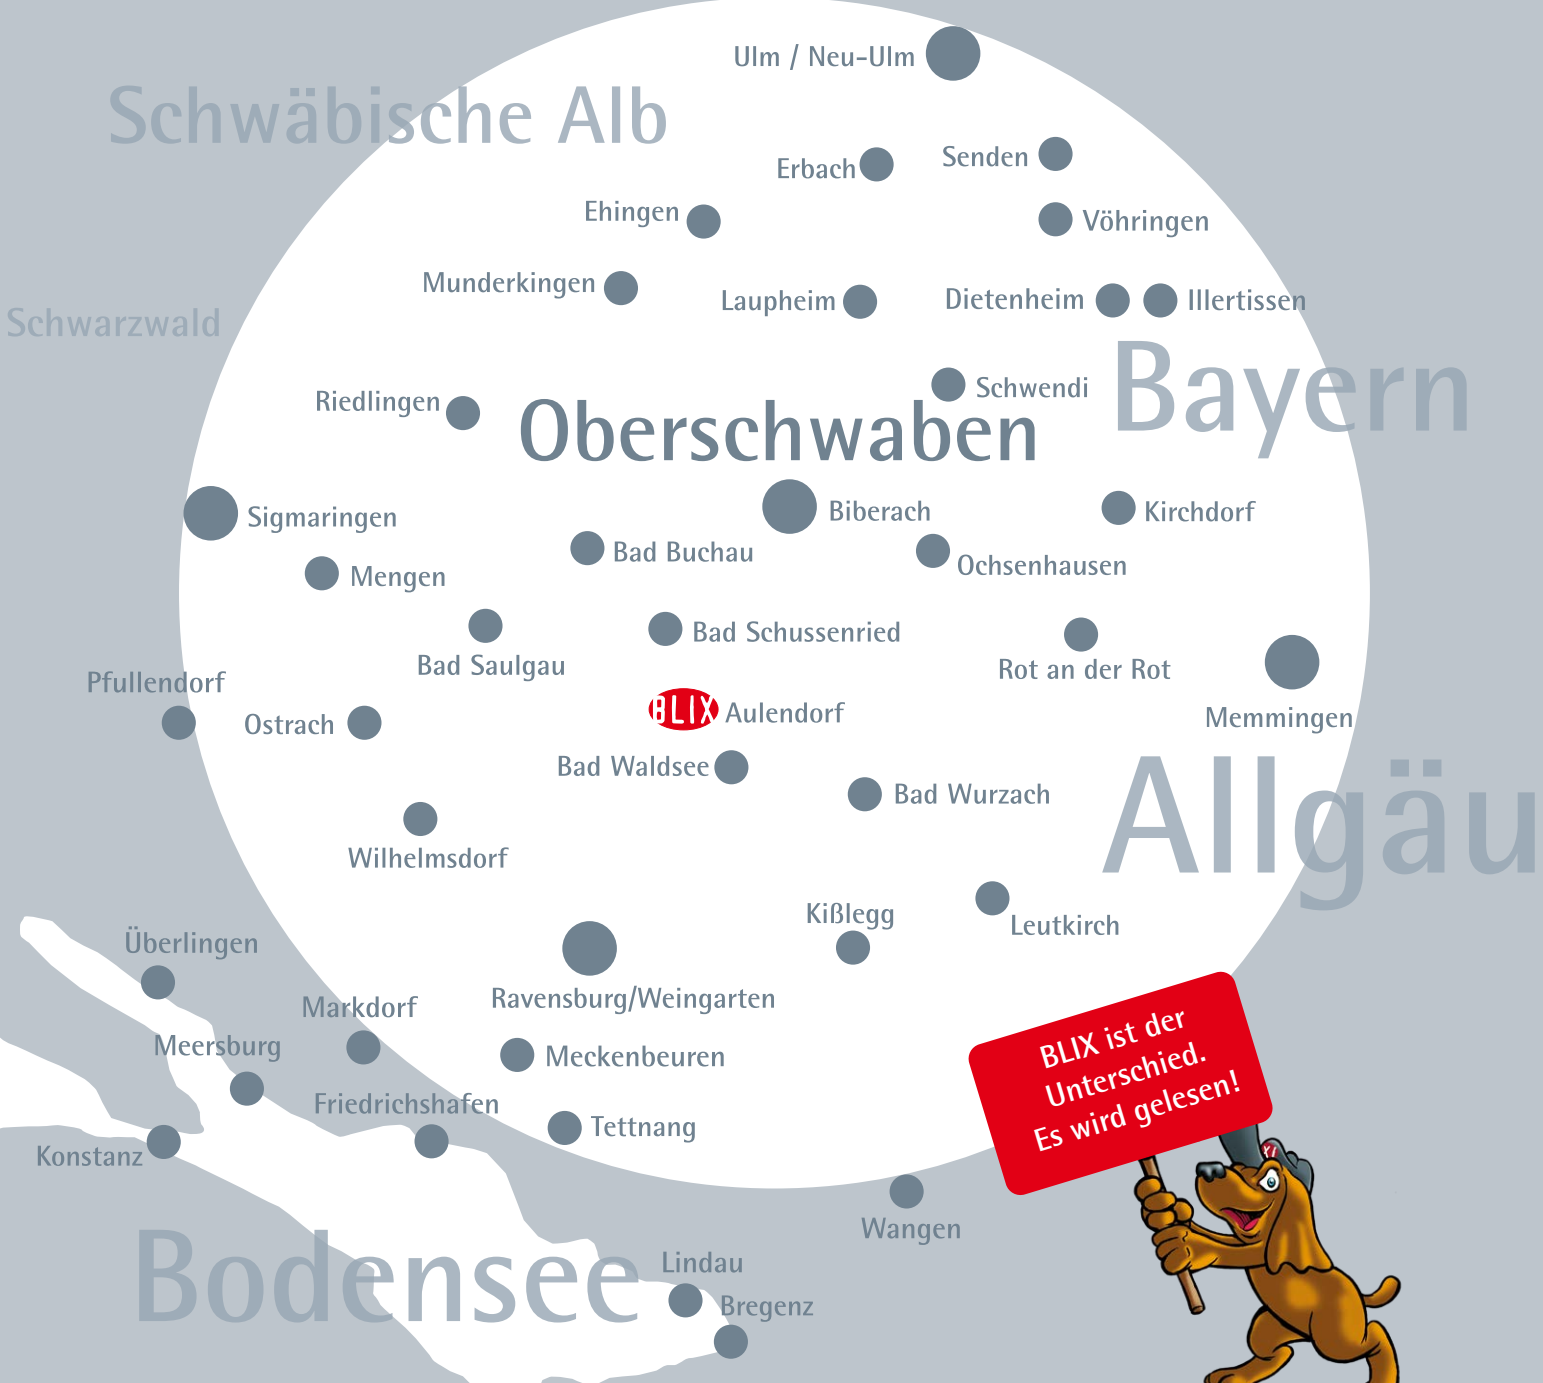 Ulm / Neu-Ulm
Schwäbische Alb
Erbach
Senden
Ehingen
Vöhringen
Munderkingen
Laupheim
Dietenheim
Illertissen
Schwarzwald
Bayern
Schwendi
Riedlingen
Oberschwaben
Sigmaringen
Biberach
Kirchdorf
Bad Buchau
Ochsenhausen
Mengen
Bad Schussenried
Bad Saulgau
Rot an der Rot
Pfullendorf
Ostrach
BLIX
Aulendorf
Memmingen
Bad Waldsee
Bad Wurzach
Allgäu
Wilhelmsdorf
Kißlegg
Leutkirch
Überlingen
Ravensburg/Weingarten
Markdorf
Meersburg
Meckenbeuren
BLIX ist der
Unterschied.
Es wird gelesen!
Friedrichshafen
Tettnang
Konstanz
Wangen
Bodensee
Lindau
Bregenz